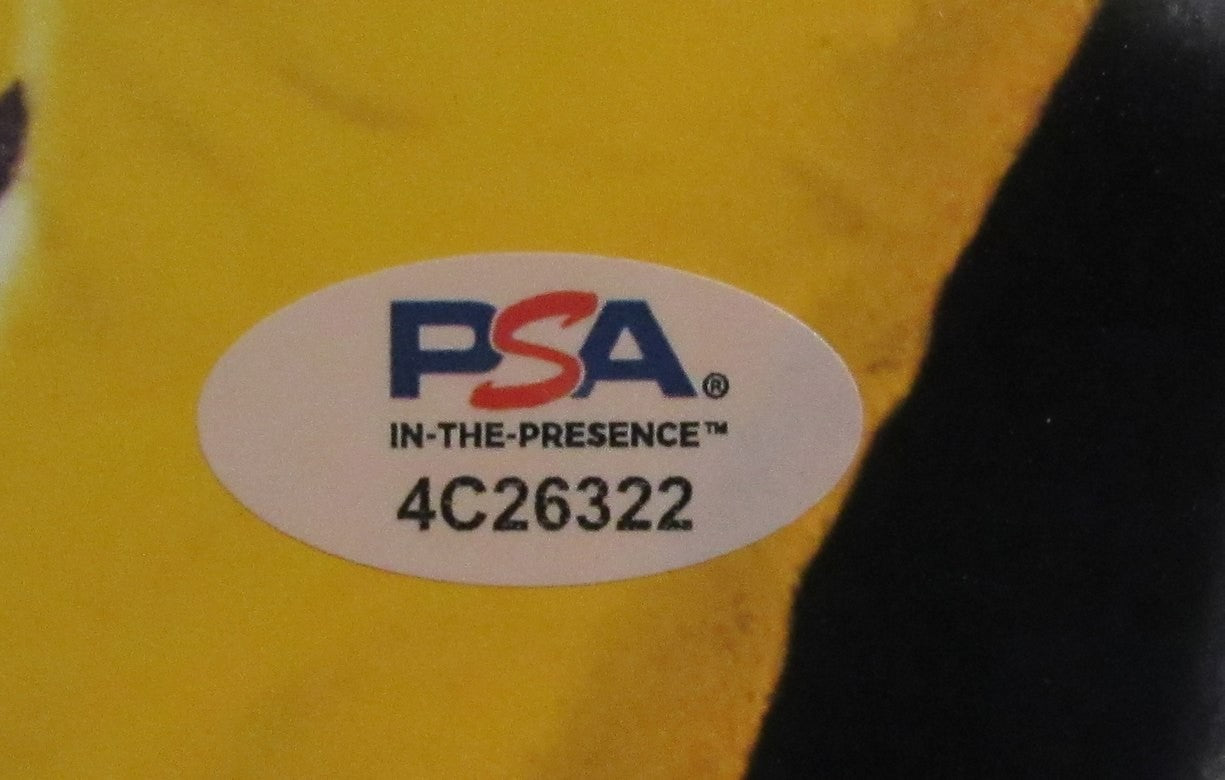 PSA®
IN-THE-PRESENCE™
4C26322